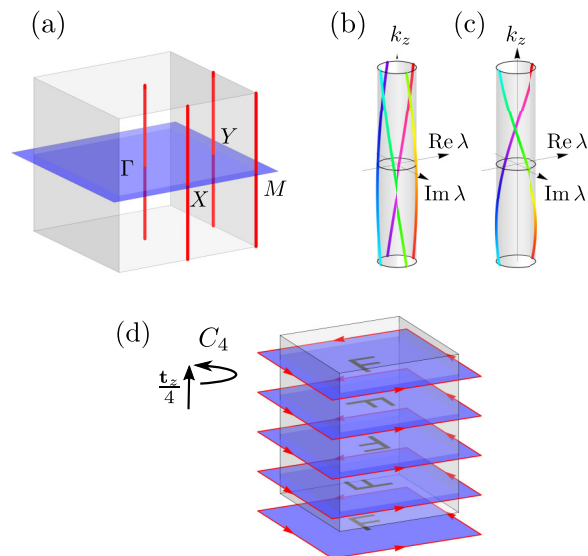 (a)
(b)
(c)
k_z
k_z
Γ
Y
X
M
Re λ
Im λ
Re λ
Im λ
(d)
C_4
t_z/4
F
F
F
F
F